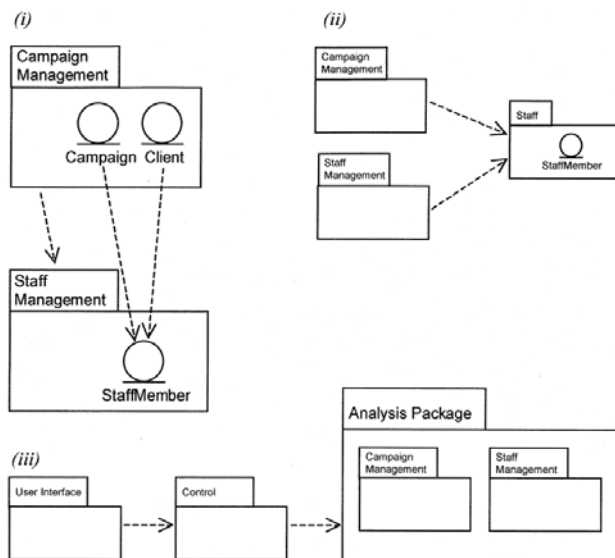 (i)
Campaign
Management
Campaign
Client
Staff
Management
StaffMember
(ii)
Campaign
Management
Staff
Management
Staff
StaffMember
(iii)
User Interface
Control
Analysis Package
Campaign
Management
Staff
Management